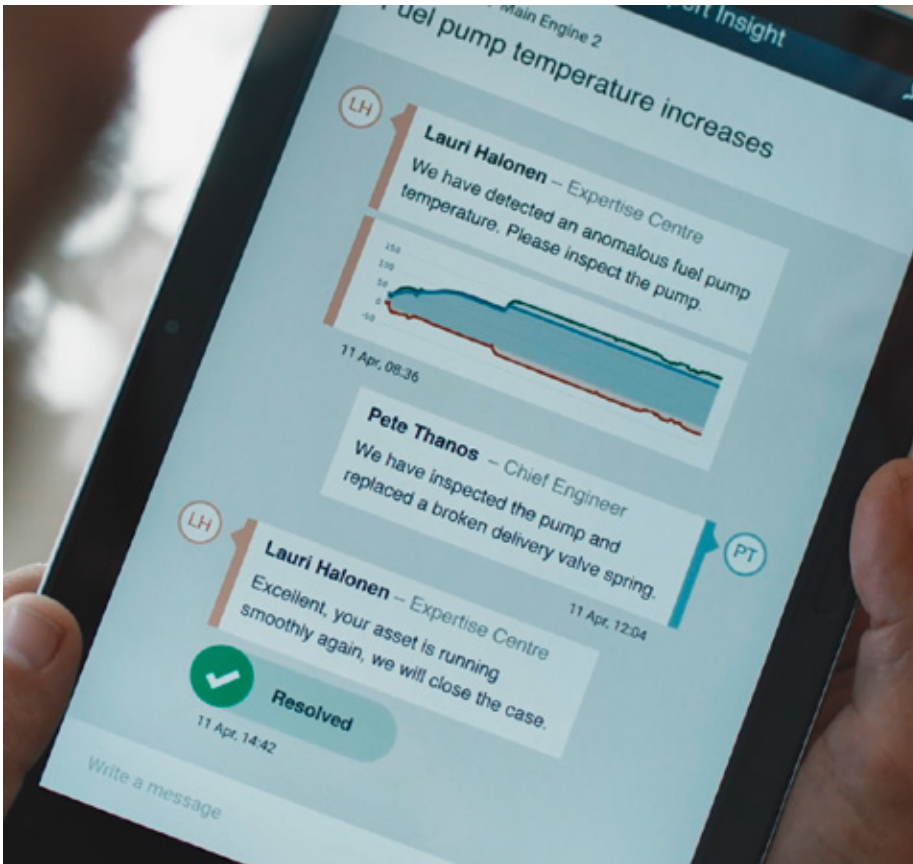 Insight
Main Engine 2
Fuel pump temperature increases
LH
Lauri Halonen – Expertise Centre
We have detected an anomalous fuel pump
temperature. Please inspect the pump.
150
100
50
0
-50
11 Apr, 08:36
Pete Thanos – Chief Engineer
We have inspected the pump and
replaced a broken delivery valve spring.
PT
11 Apr, 12:04
LH
Lauri Halonen – Expertise Centre
Excellent, your asset is running
smoothly again, we will close the case.
Resolved
11 Apr, 14:42
Write a message